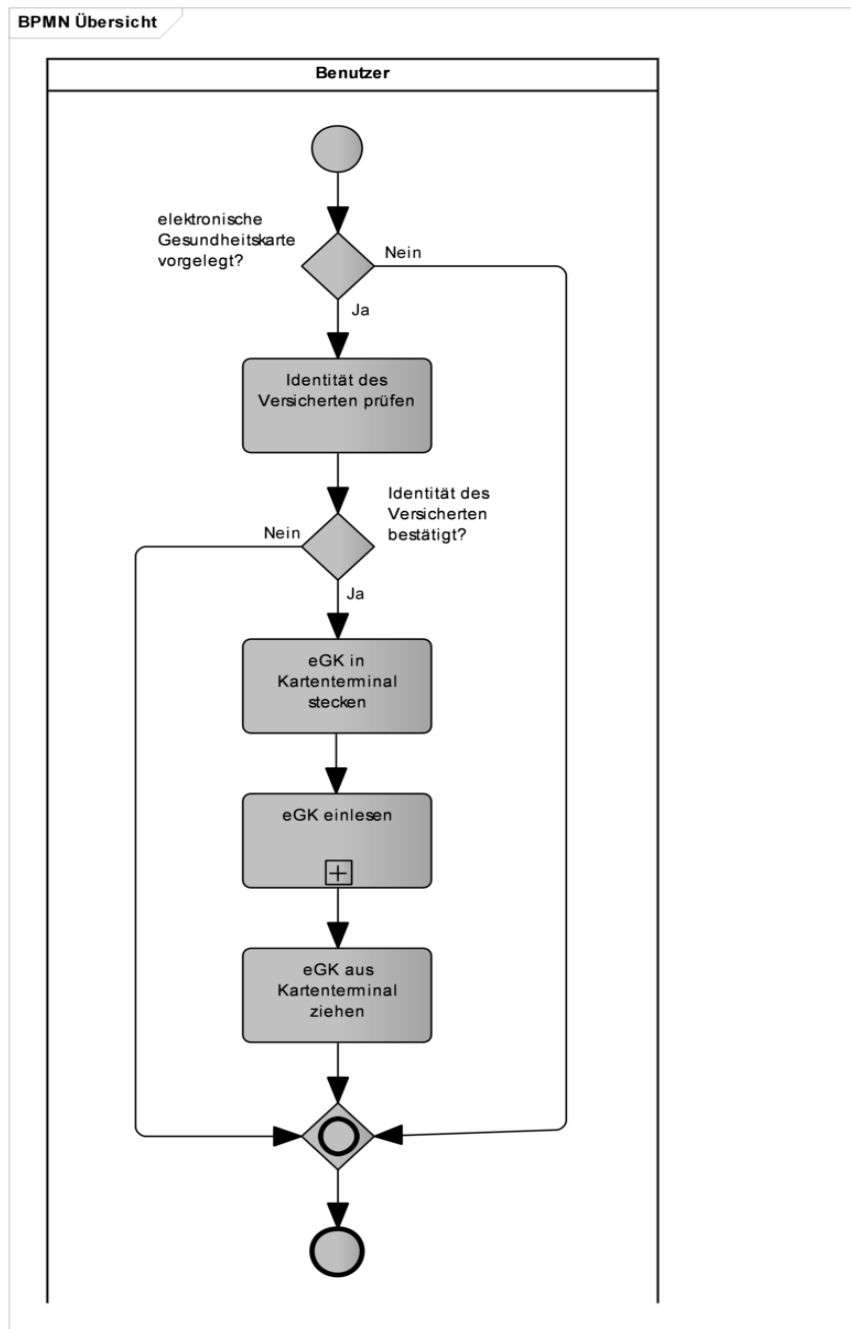 BPMN Übersicht
Benutzer
elektronische
Gesundheitskarte
vorgelegt?
Nein
Ja
Identität des
Versicherten prüfen
Identität des
Versicherten
bestätigt?
Nein
Ja
eGK in
Kartenterminal
stecken
eGK einlesen
eGK aus
Kartenterminal
ziehen